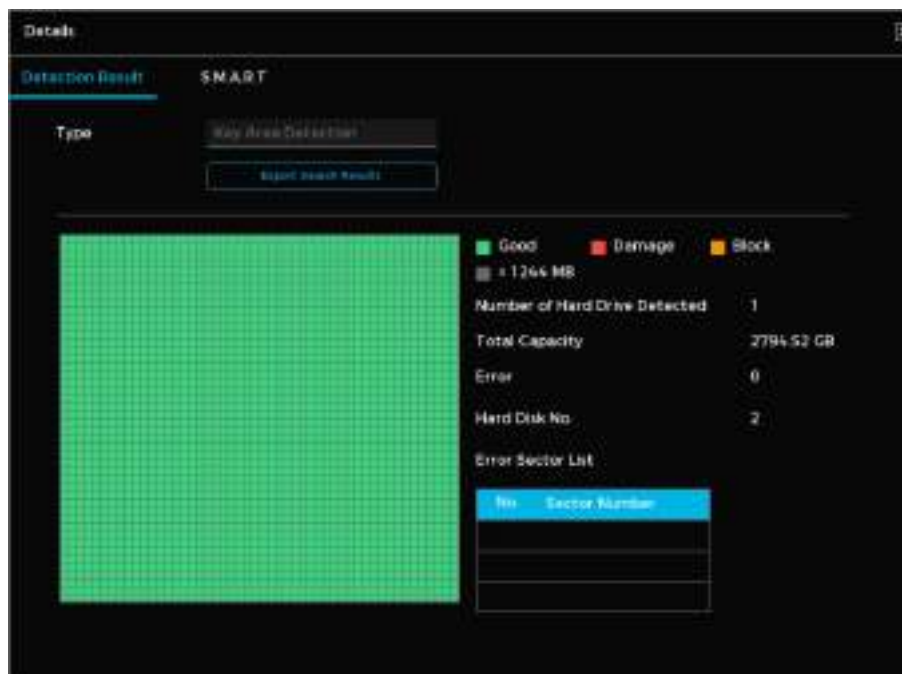 Details
Detection Result
S.M.A.R.T
Type
Key Area Detection
Export Search Results
Good
Damage
Block
= 1244 MB
Number of Hard Drive Detected 1
Total Capacity 2794.52 GB
Error 0
Hard Disk No. 2
Error Sector List
No. Sector Number